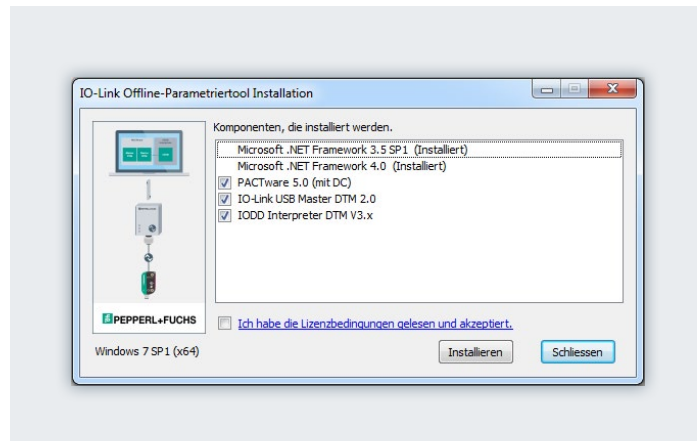 IO-Link Offline-Parametriertool Installation
Komponenten, die installiert werden.
Microsoft .NET Framework 3.5 SP1 (Installiert)
Microsoft .NET Framework 4.0 (Installiert)
PACTware 5.0 (mit DC)
IO-Link USB Master DTM 2.0
IODD Interpreter DTM V3.x
PEPPERL+FUCHS
Ich habe die Lizenzbedingungen gelesen und akzeptiert.
Windows 7 SP1 (x64)
Installieren
Schliessen